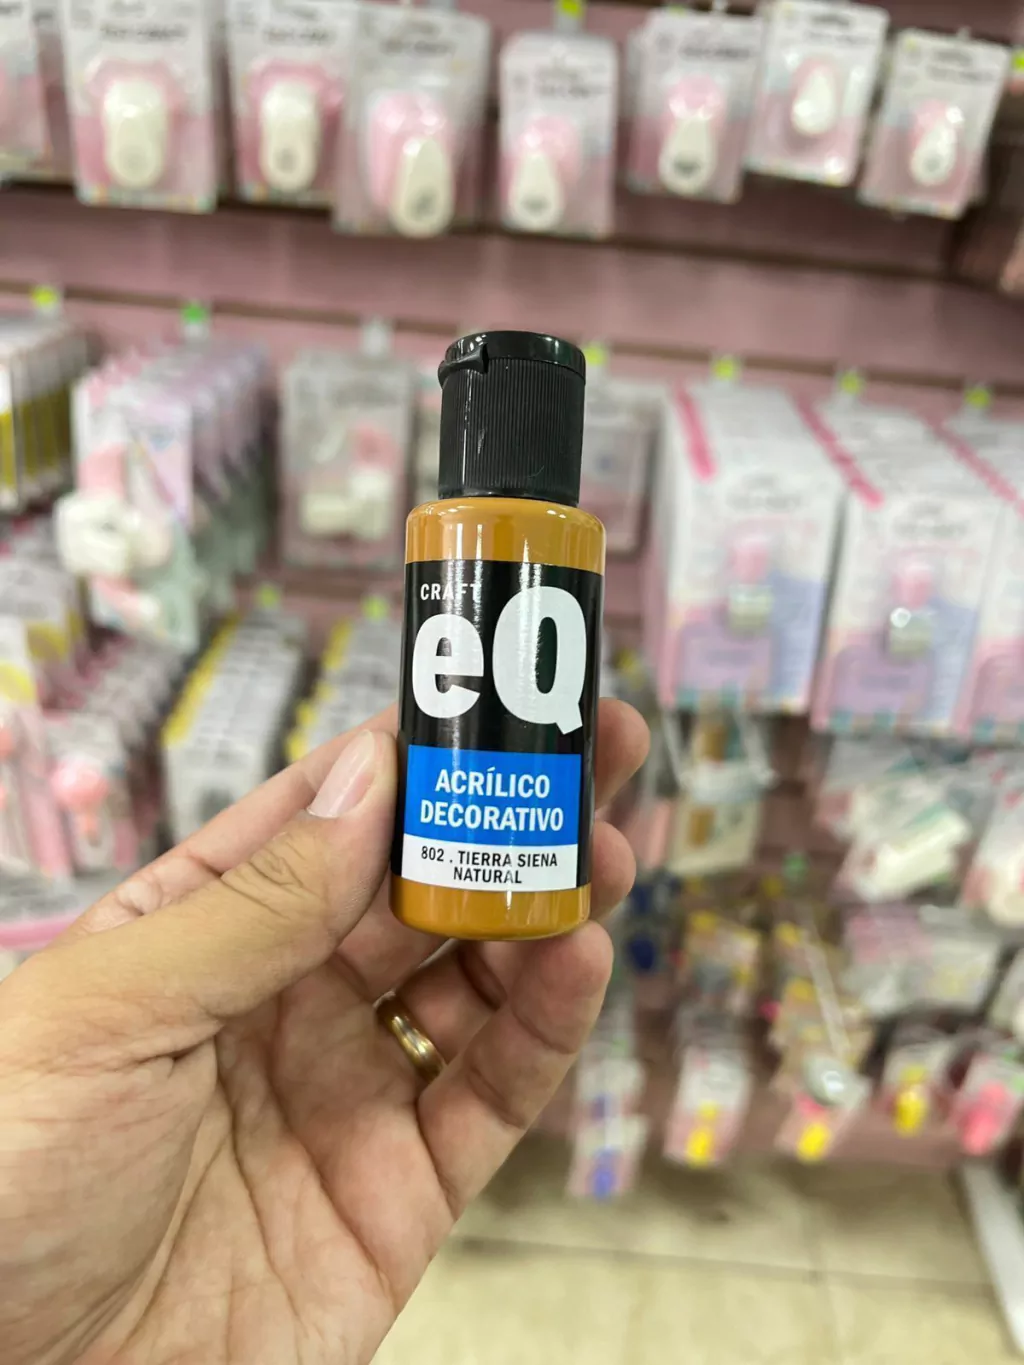 CRAFT
eQ
ACRÍLICO
DECORATIVO
802 . TIERRA SIENA
NATURAL